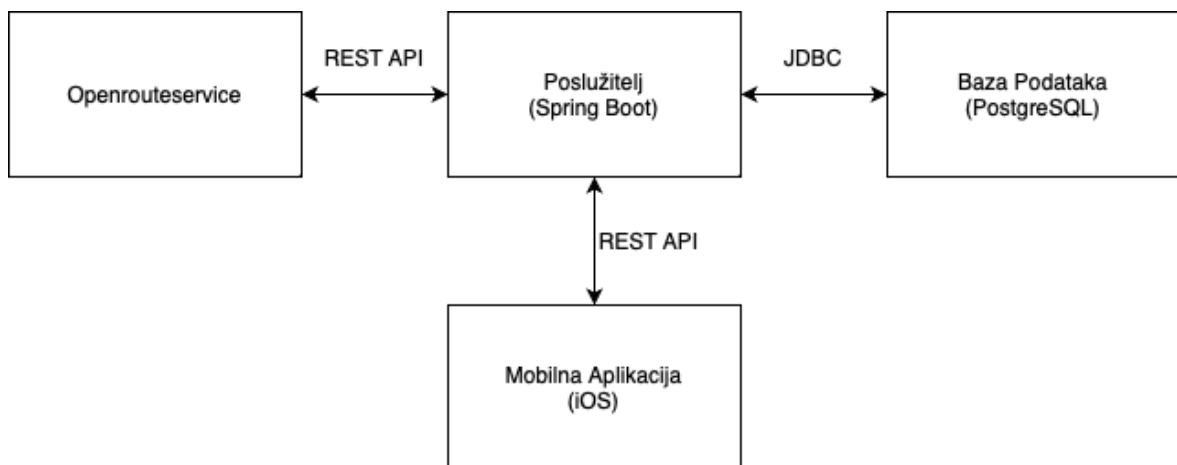 Openrouteservice
REST API
Poslužitelj
(Spring Boot)
JDBC
Baza Podataka
(PostgreSQL)
REST API
Mobilna Aplikacija
(iOS)